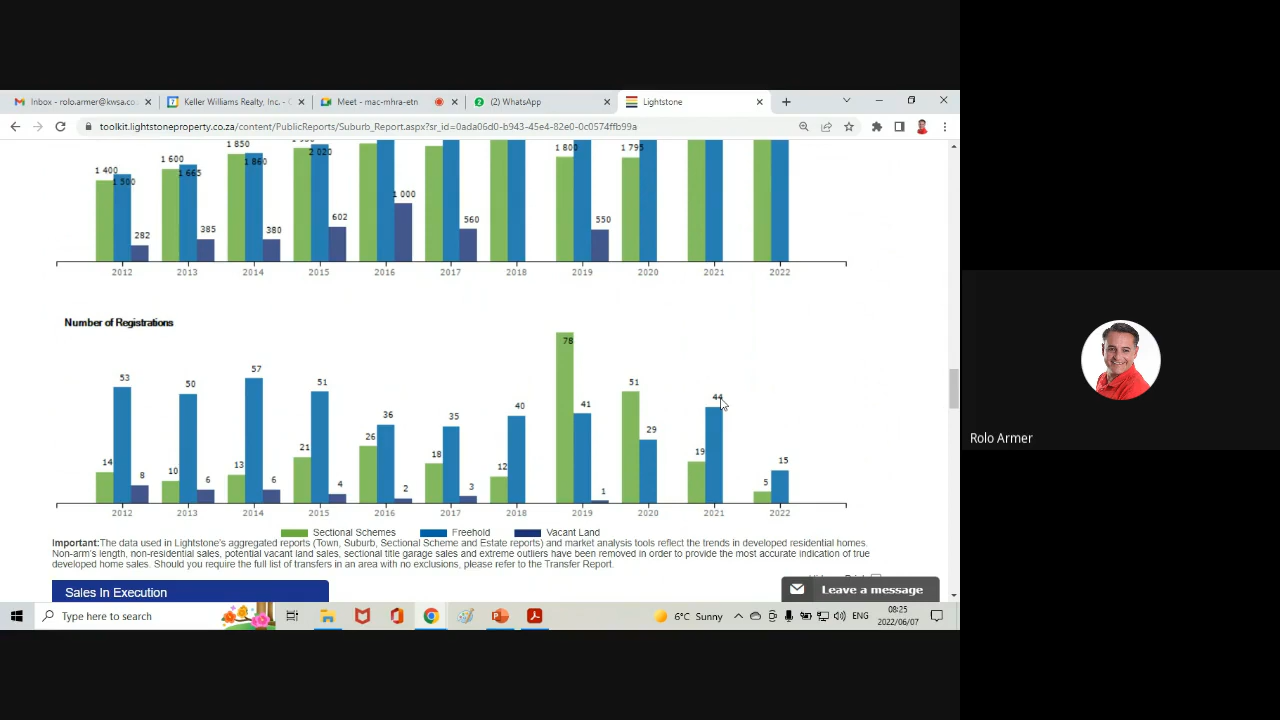 Inbox - rolo.armer@kwsa.co.
Keller Williams Realty, Inc. - C
Meet - mac-mhra-etn
(2) WhatsApp
Lightstone
toolkit.lightstoneproperty.co.za/content/PublicReports/Suburb_Report.aspx?sr_id=0ada06d0-b943-45e4-82e0-0c0574ffb99a
1 400 1 500 282 1 600 1 665 385 1 850 1 860 380 2 020 602 1 000 560 1 800 550 1 795
2012 2013 2014 2015 2016 2017 2018 2019 2020 2021 2022
Number of Registrations
14 53 8 10 50 6 13 57 6 21 51 4 26 36 2 18 35 3 12 40 78 41 1 51 29 19 44 5 15
2012 2013 2014 2015 2016 2017 2018 2019 2020 2021 2022
Sectional Schemes Freehold Vacant Land
Important:The data used in Lightstone's aggregated reports (Town, Suburb, Sectional Scheme and Estate reports) and market analysis tools reflect the trends in developed residential homes.
Non-arm's length, non-residential sales, potential vacant land sales, sectional title garage sales and extreme outliers have been removed in order to provide the most accurate indication of true
developed home sales. Should you require the full list of transfers in an area with no exclusions, please refer to the Transfer Report.
Sales In Execution
Leave a message
Type here to search
6°C Sunny
ENG
08:25
2022/06/07
Rolo Armer